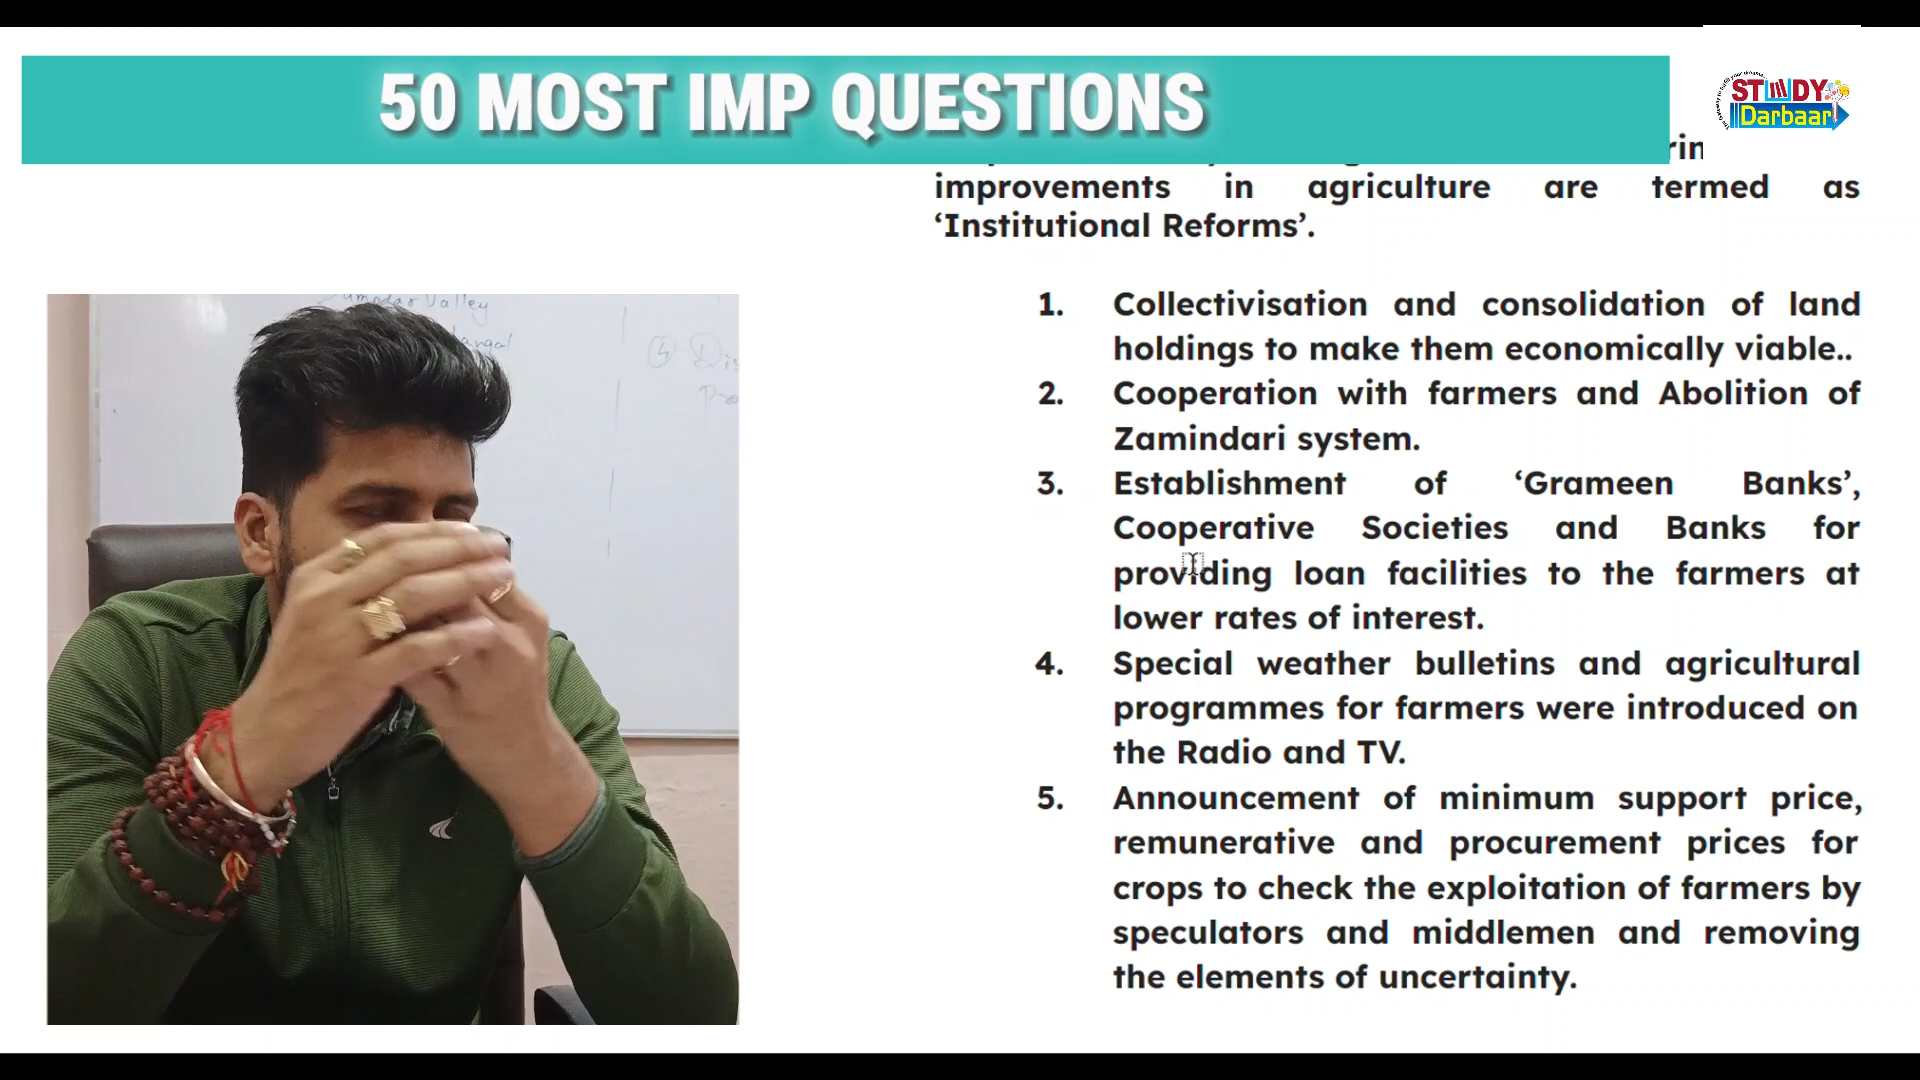 50 MOST IMP QUESTIONS
STUDY
Darbaar
improvements in agriculture are termed as
‘Institutional Reforms’.
1. Collectivisation and consolidation of land
holdings to make them economically viable..
2. Cooperation with farmers and Abolition of
Zamindari system.
3. Establishment of ‘Grameen Banks’,
Cooperative Societies and Banks for
providing loan facilities to the farmers at
lower rates of interest.
4. Special weather bulletins and agricultural
programmes for farmers were introduced on
the Radio and TV.
5. Announcement of minimum support price,
remunerative and procurement prices for
crops to check the exploitation of farmers by
speculators and middlemen and removing
the elements of uncertainty.
Valley